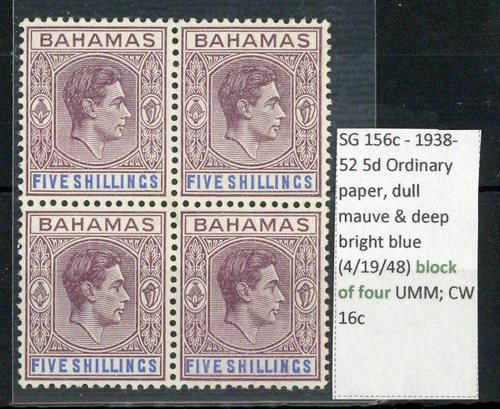 BAHAMAS BAHAMAS
FIVE SHILLINGS FIVE SHILLINGS
BAHAMAS BAHAMAS
FIVE SHILLINGS FIVE SHILLINGS
SG 156c - 1938-
52 5d Ordinary
paper, dull
mauve & deep
bright blue
(4/19/48) block
of four UMM; CW
16c